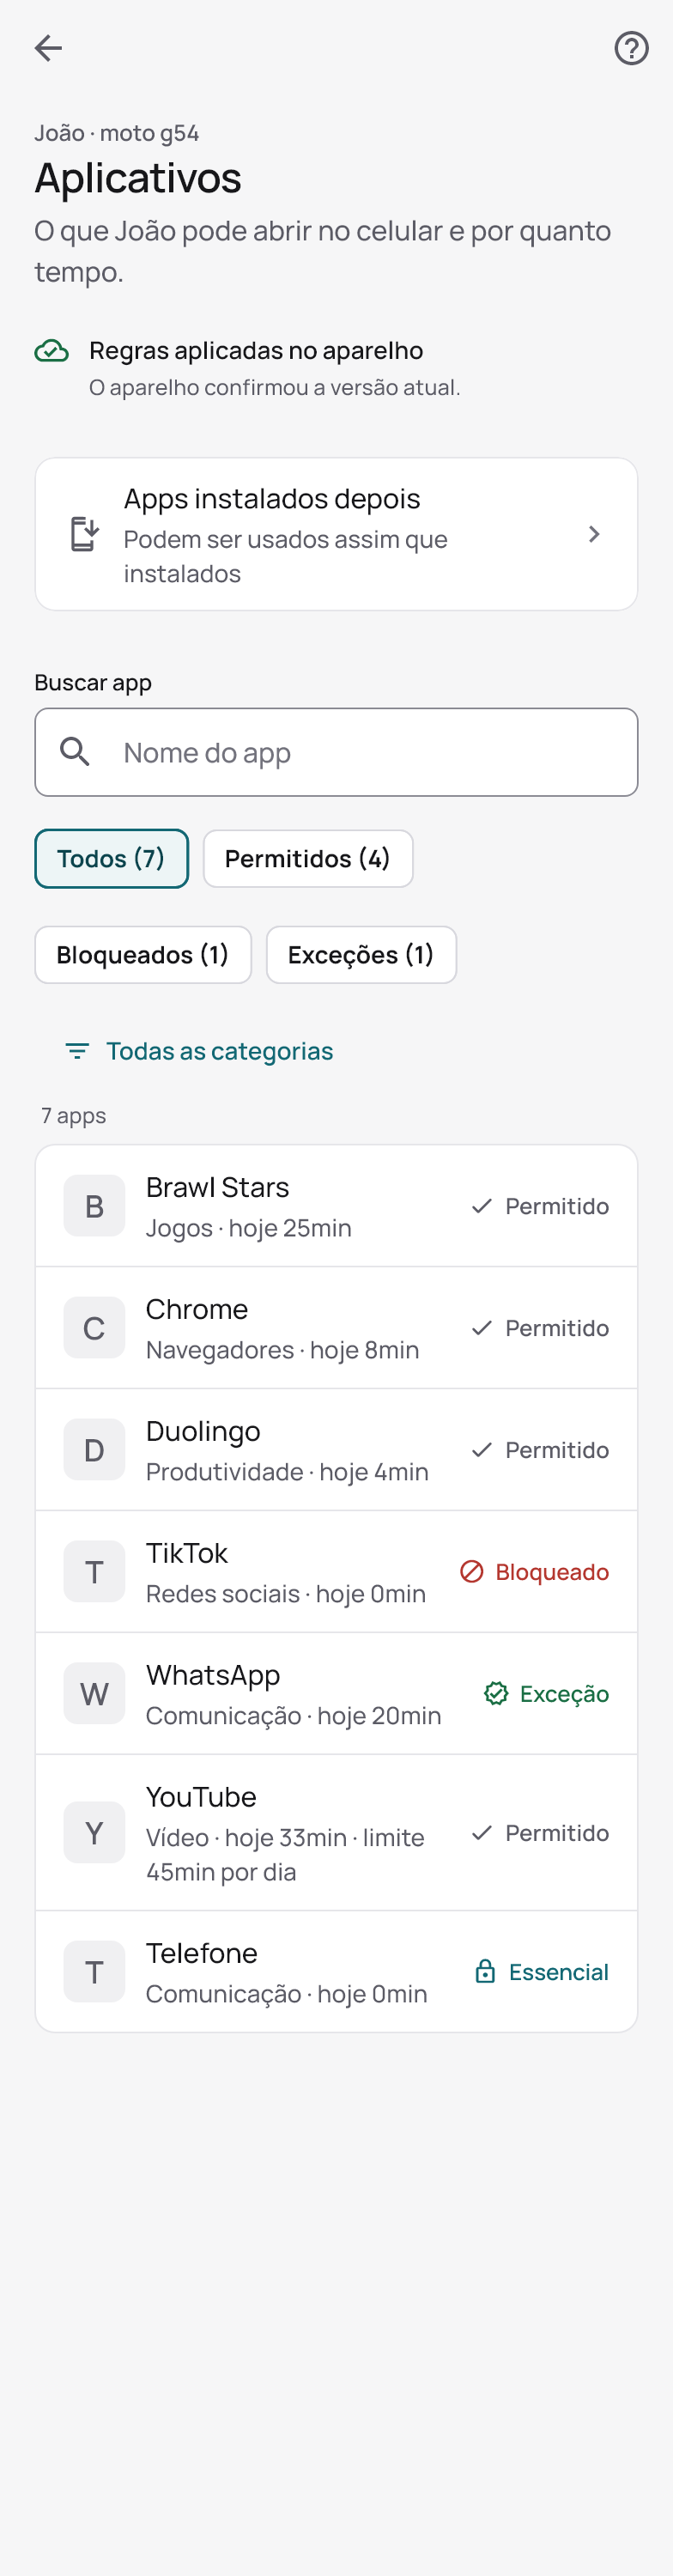 João · moto g54
Aplicativos
O que João pode abrir no celular e por quanto
tempo.
Regras aplicadas no aparelho
O aparelho confirmou a versão atual.
Apps instalados depois
Podem ser usados assim que
instalados
Buscar app
Nome do app
Todos (7)
Permitidos (4)
Bloqueados (1)
Exceções (1)
Todas as categorias
7 apps
B
Brawl Stars
Jogos · hoje 25min
Permitido
C
Chrome
Navegadores · hoje 8min
Permitido
D
Duolingo
Produtividade · hoje 4min
Permitido
T
TikTok
Redes sociais · hoje 0min
Bloqueado
W
WhatsApp
Comunicação · hoje 20min
Exceção
Y
YouTube
Vídeo · hoje 33min · limite
45min por dia
Permitido
T
Telefone
Comunicação · hoje 0min
Essencial